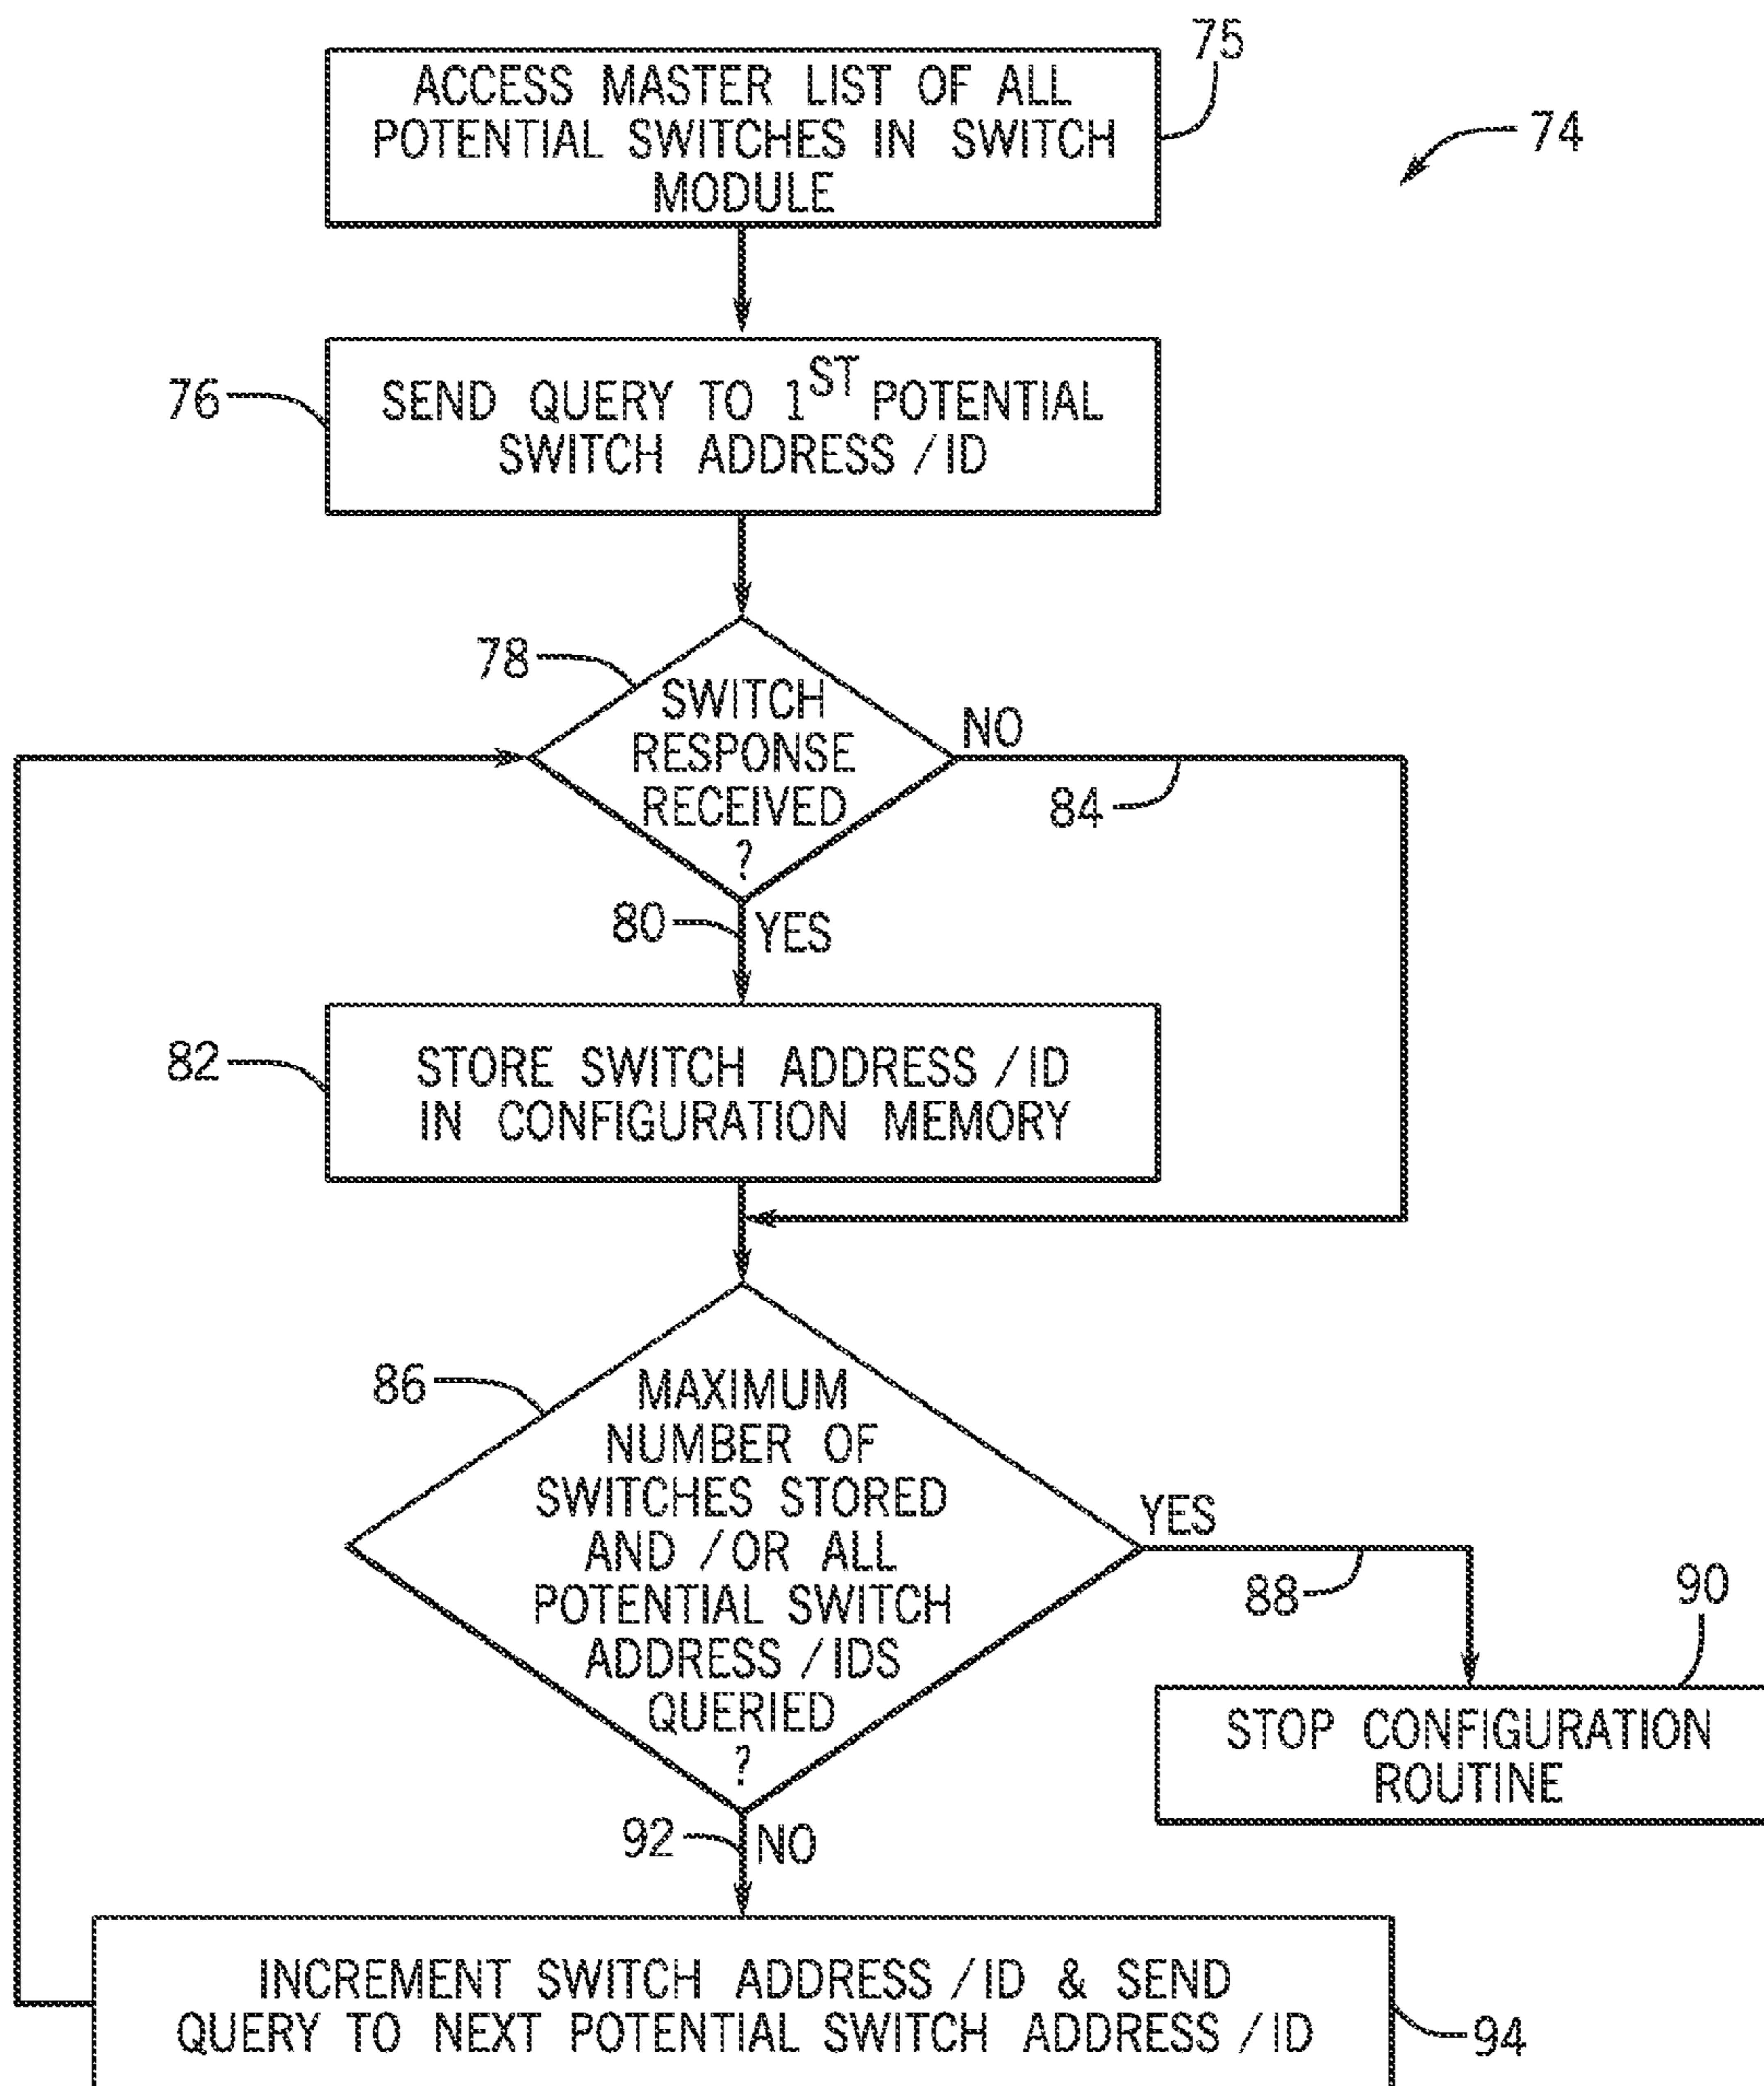 75
ACCESS MASTER LIST OF ALL
POTENTIAL SWITCHES IN SWITCH
MODULE
74
76
SEND QUERY TO 1ST POTENTIAL
SWITCH ADDRESS /ID
78
SWITCH
RESPONSE
RECEIVED
?
NO
84
80
YES
82
STORE SWITCH ADDRESS /ID
IN CONFIGURATION MEMORY
86
MAXIMUM
NUMBER OF
SWITCHES STORED
AND /OR ALL
POTENTIAL SWITCH
ADDRESS /IDS
QUERIED
?
YES
88
90
STOP CONFIGURATION
ROUTINE
92
NO
INCREMENT SWITCH ADDRESS /ID & SEND
QUERY TO NEXT POTENTIAL SWITCH ADDRESS /ID
94